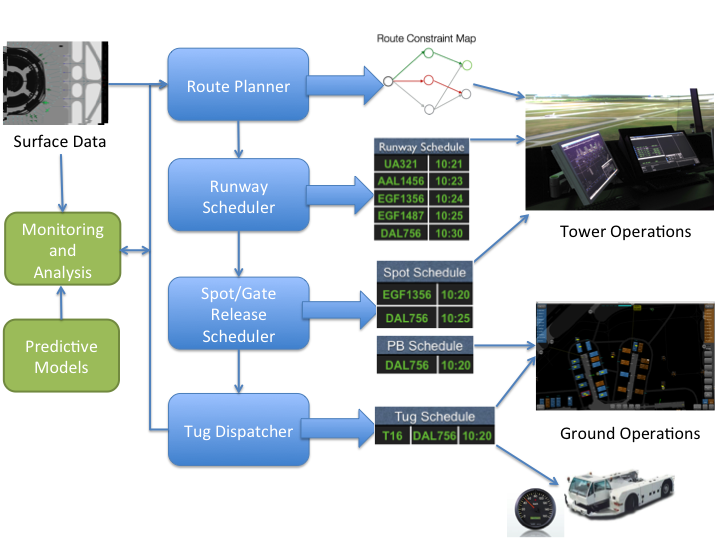 Route Constraint Map
Surface Data
Route Planner
Runway Schedule
UA321 10:21
AAL1456 10:23
EGF1356 10:24
EGF1487 10:25
DAL756 10:30
Runway
Scheduler
Tower Operations
Monitoring
and
Analysis
Spot/Gate
Release
Scheduler
Spot Schedule
EGF1356 10:20
DAL756 10:25
PB Schedule
DAL756 10:20
Predictive
Models
Tug Dispatcher
Tug Schedule
T16 DAL756 10:20
Ground Operations